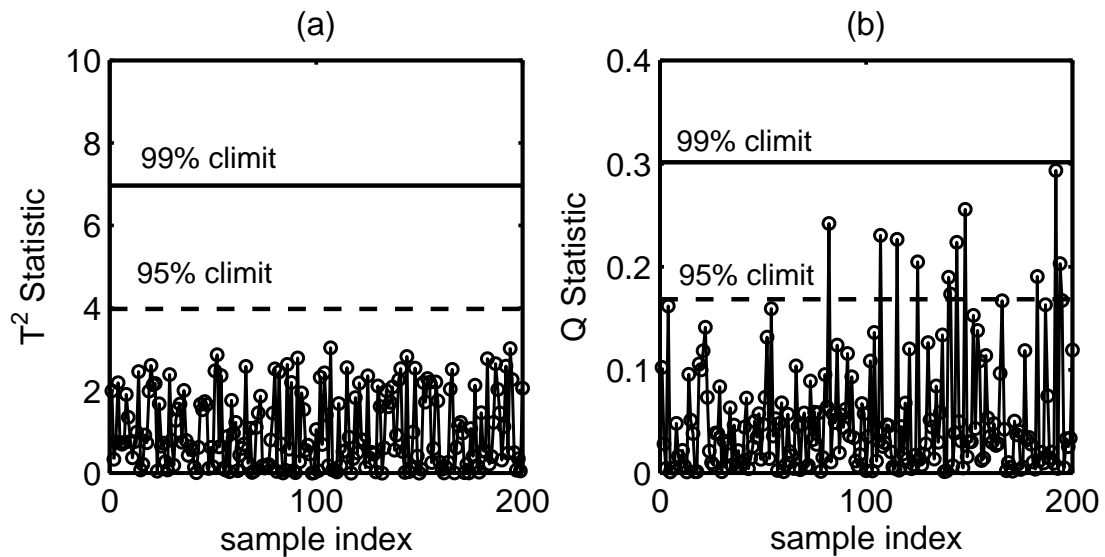 (a)
10
8
6
4
2
0
99% climit
95% climit
T² Statistic
0
100
200
sample index
(b)
0.4
0.3
0.2
0.1
0
99% climit
95% climit
Q Statistic
0
100
200
sample index